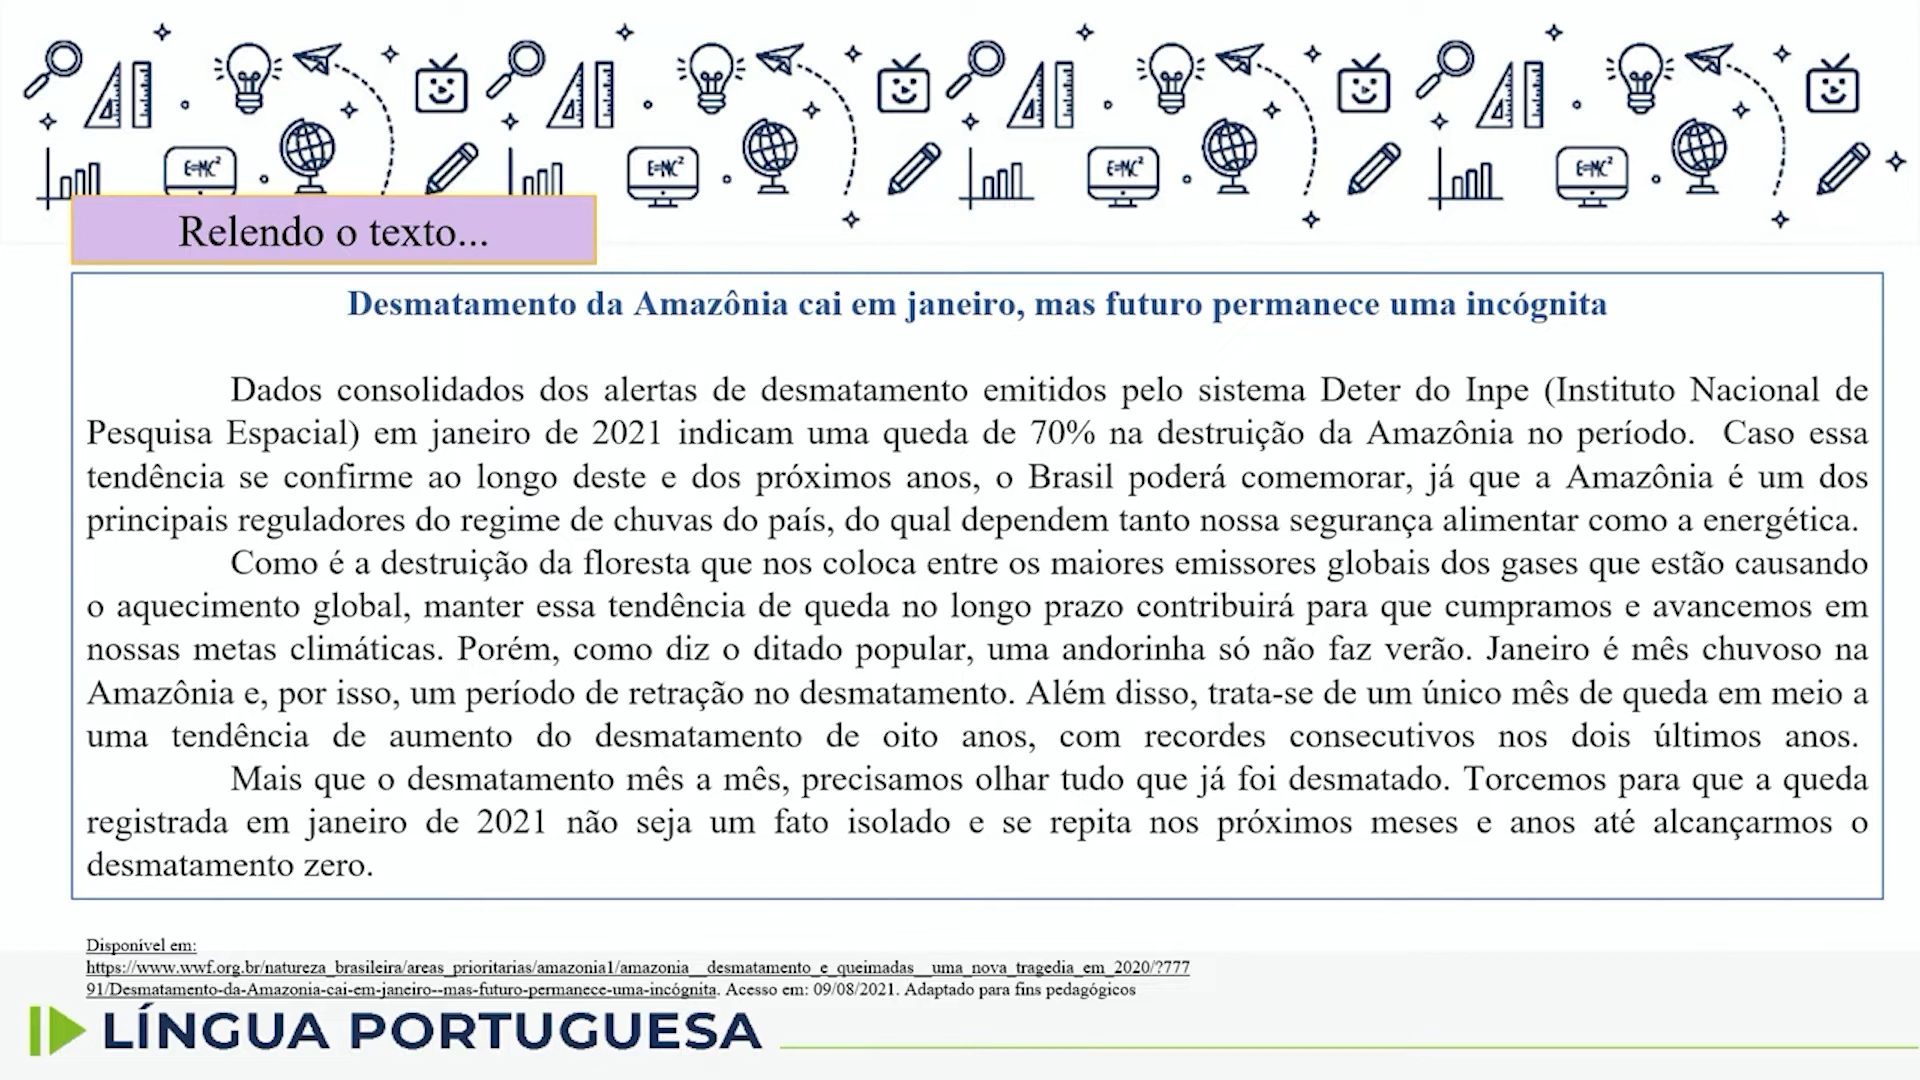 E=MC²
E=MC²
E=MC²
E=MC²
Relendo o texto...
Desmatamento da Amazônia cai em janeiro, mas futuro permanece uma incógnita
Dados consolidados dos alertas de desmatamento emitidos pelo sistema Deter do Inpe (Instituto Nacional de
Pesquisa Espacial) em janeiro de 2021 indicam uma queda de 70% na destruição da Amazônia no período. Caso essa
tendência se confirme ao longo deste e dos próximos anos, o Brasil poderá comemorar, já que a Amazônia é um dos
principais reguladores do regime de chuvas do país, do qual dependem tanto nossa segurança alimentar como a energética.
Como é a destruição da floresta que nos coloca entre os maiores emissores globais dos gases que estão causando
o aquecimento global, manter essa tendência de queda no longo prazo contribuirá para que cumpramos e avancemos em
nossas metas climáticas. Porém, como diz o ditado popular, uma andorinha só não faz verão. Janeiro é mês chuvoso na
Amazônia e, por isso, um período de retração no desmatamento. Além disso, trata-se de um único mês de queda em meio a
uma tendência de aumento do desmatamento de oito anos, com recordes consecutivos nos dois últimos anos.
Mais que o desmatamento mês a mês, precisamos olhar tudo que já foi desmatado. Torcemos para que a queda
registrada em janeiro de 2021 não seja um fato isolado e se repita nos próximos meses e anos até alcançarmos o
desmatamento zero.
Disponível em:
https://www.wwf.org.br/natureza_brasileira/areas_prioritarias/amazonia1/amazonia__desmatamento_e_queimadas__uma_nova_tragedia_em_2020/?777
91/Desmatamento-da-Amazonia-cai-em-janeiro--mas-futuro-permanece-uma-incógnita. Acesso em: 09/08/2021. Adaptado para fins pedagógicos
LÍNGUA PORTUGUESA